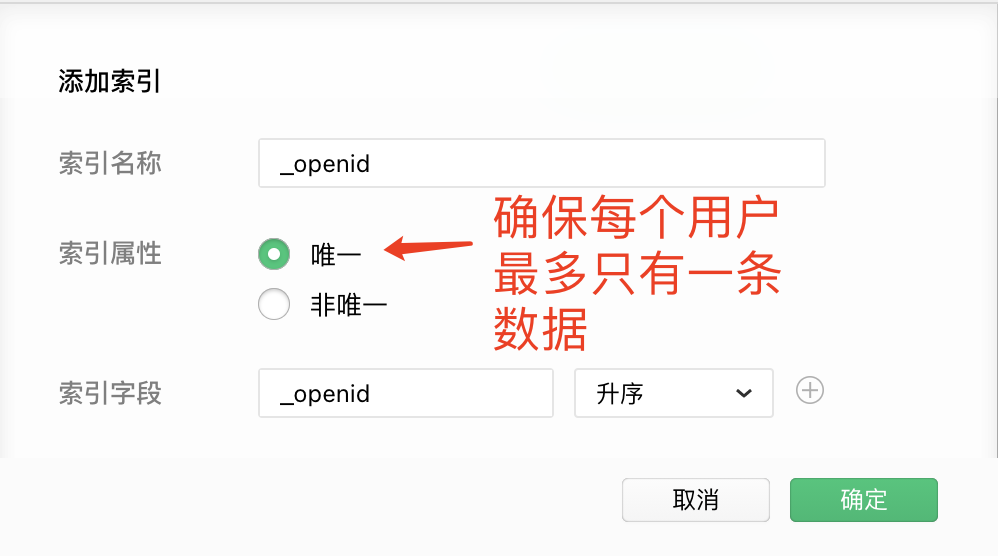 添加索引
索引名称
_openid
索引属性
唯一
非唯一
确保每个用户
最多只有一条
数据
索引字段
_openid
升序
取消
确定